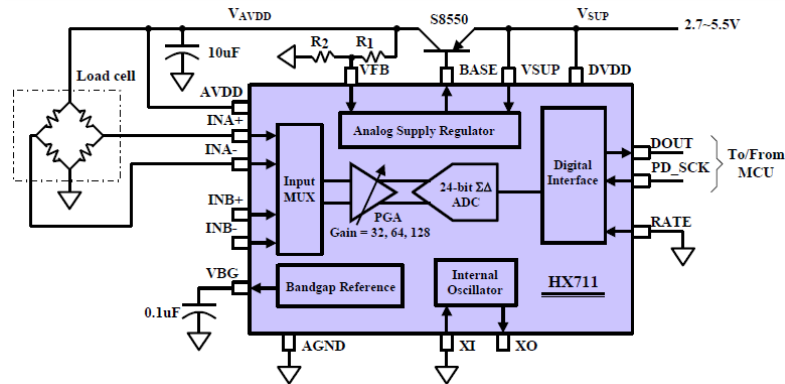 V_AVDD S8550 V_SUP 2.7~5.5V
R2 R1
10uF
Load cell
VFB BASE VSUP DVDD
AVDD
INA+
INA-
INB+
INB-
VBG
0.1uF
Analog Supply Regulator
Input
MUX
PGA
Gain = 32, 64, 128
24-bit ΣΔ
ADC
Digital
Interface
DOUT
PD_SCK
RATE
To/From
MCU
Bandgap Reference
Internal
Oscillator
HX711
AGND XI XO